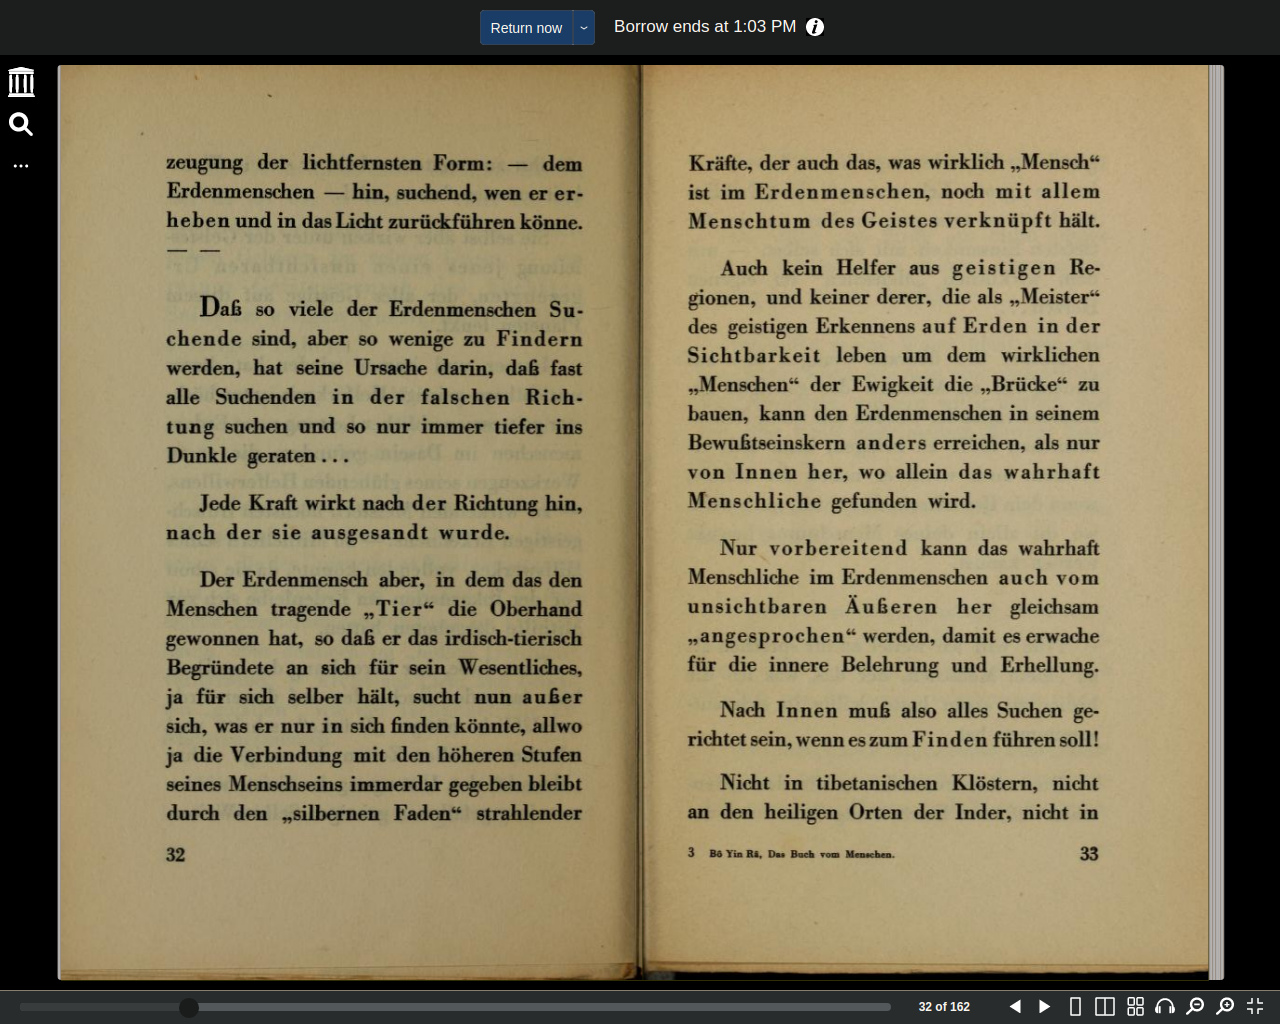 Return now
Borrow ends at 1:03 PM
zeugung der lichtfernsten Form: — dem
Erdenmenschen — hin, suchend, wen er er-
heben und in das Licht zurückführen könne.
— —
Daß so viele der Erdenmenschen Su-
chende sind, aber so wenige zu Findern
werden, hat seine Ursache darin, daß fast
alle Suchenden in der falschen Rich-
tung suchen und so nur immer tiefer ins
Dunkle geraten . . .
Jede Kraft wirkt nach der Richtung hin,
nach der sie ausgesandt wurde.
Der Erdenmensch aber, in dem das den
Menschen tragende „Tier“ die Oberhand
gewonnen hat, so daß er das irdisch-tierisch
Begründete an sich für sein Wesentliches,
ja für sich selber hält, sucht nun außer
sich, was er nur in sich finden könnte, allwo
ja die Verbindung mit den höheren Stufen
seines Menschseins immerdar gegeben bleibt
durch den „silbernen Faden“ strahlender
32
Kräfte, der auch das, was wirklich „Mensch“
ist im Erdenmenschen, noch mit allem
Menschtum des Geistes verknüpft hält.
Auch kein Helfer aus geistigen Re-
gionen, und keiner derer, die als „Meister“
des geistigen Erkennens auf Erden in der
Sichtbarkeit leben um dem wirklichen
„Menschen“ der Ewigkeit die „Brücke“ zu
bauen, kann den Erdenmenschen in seinem
Bewußtseinskern anders erreichen, als nur
von Innen her, wo allein das wahrhaft
Menschliche gefunden wird.
Nur vorbereitend kann das wahrhaft
Menschliche im Erdenmenschen auch vom
unsichtbaren Äußeren her gleichsam
„angesprochen“ werden, damit es erwache
für die innere Belehrung und Erhellung.
Nach Innen muß also alles Suchen ge-
richtet sein, wenn es zum Finden führen soll!
Nicht in tibetanischen Klöstern, nicht
an den heiligen Orten der Inder, nicht in
3 Bô Yin Râ, Das Buch vom Menschen.
33
32 of 162